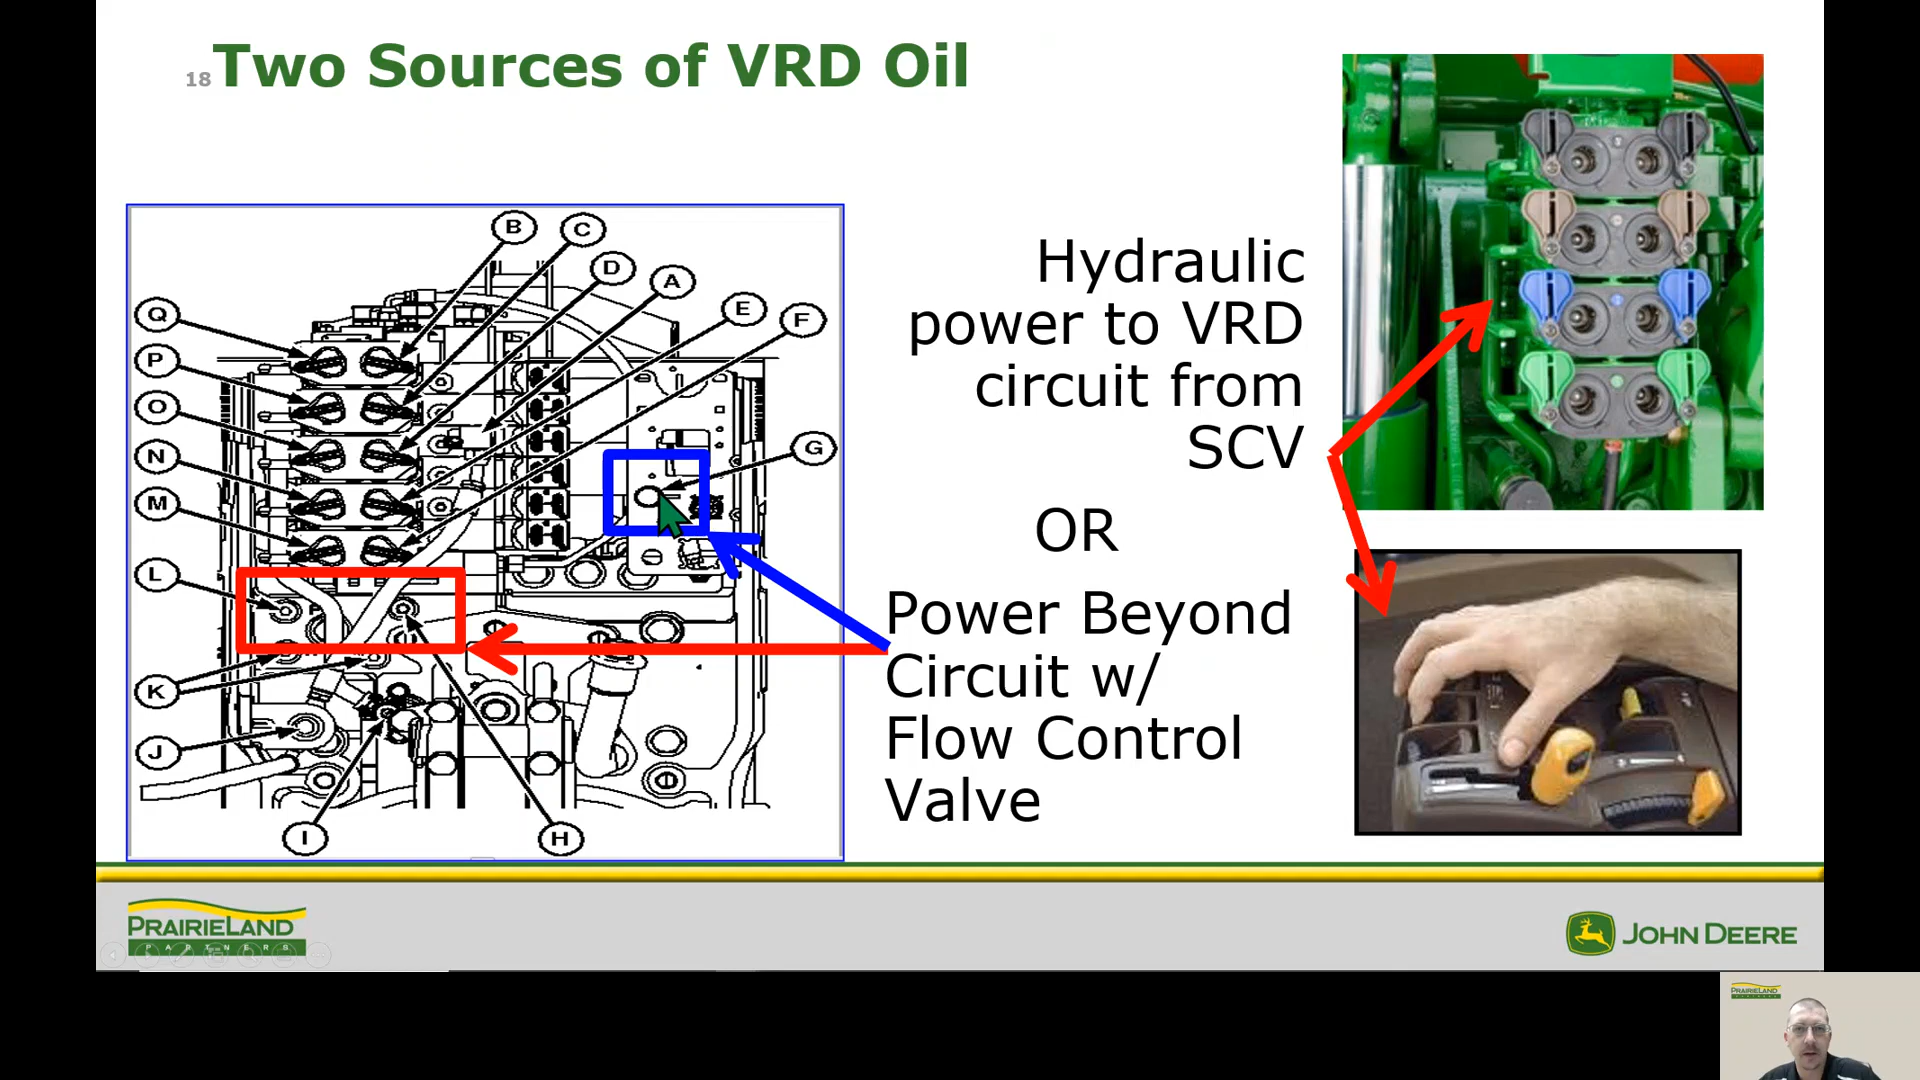 18 Two Sources of VRD Oil
B
C
D
A
E
F
Q
P
O
N
M
L
K
J
I
H
G
Hydraulic
power to VRD
circuit from
SCV
OR
Power Beyond
Circuit w/
Flow Control
Valve
PRAIRIELAND
PARTNERS
JOHN DEERE
PRAIRIELAND